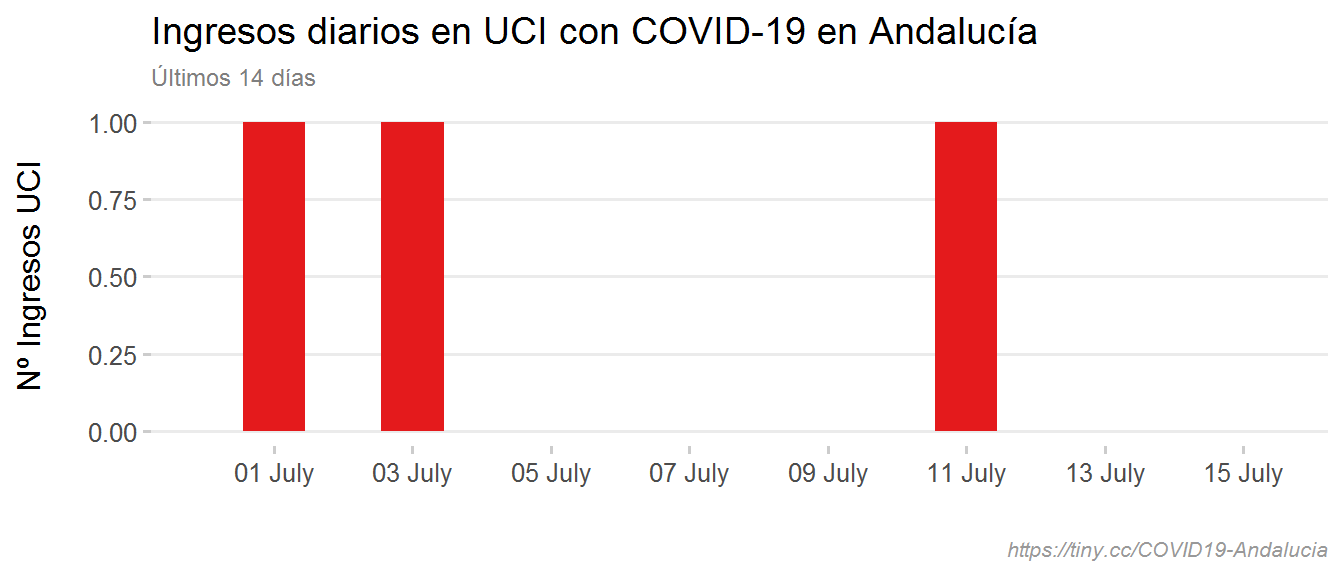 Ingresos diarios en UCI con COVID-19 en Andalucía
Últimos 14 días
Nº Ingresos UCI
1.00
0.75
0.50
0.25
0.00
01 July 03 July 05 July 07 July 09 July 11 July 13 July 15 July
https://tiny.cc/COVID19-Andalucia